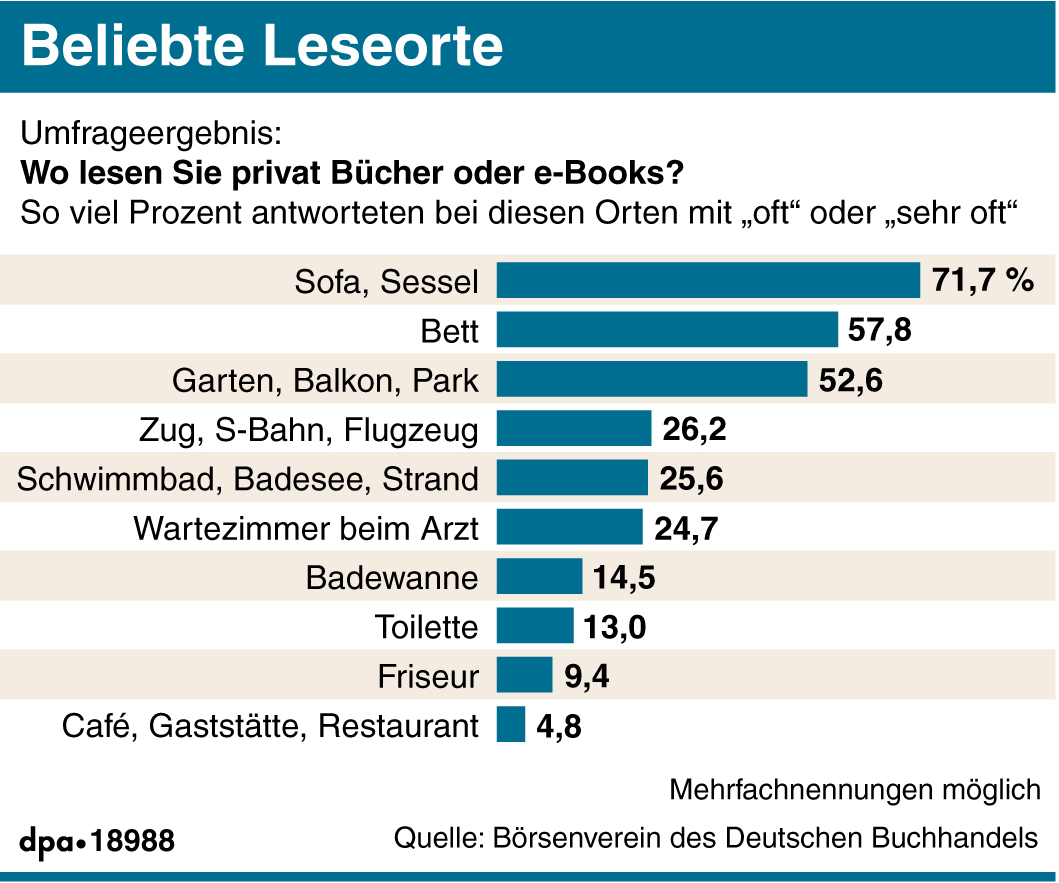 Beliebte Leseorte
Umfrageergebnis:
Wo lesen Sie privat Bücher oder e-Books?
So viel Prozent antworteten bei diesen Orten mit „oft“ oder „sehr oft“
Sofa, Sessel 71,7 %
Bett 57,8
Garten, Balkon, Park 52,6
Zug, S-Bahn, Flugzeug 26,2
Schwimmbad, Badesee, Strand 25,6
Wartezimmer beim Arzt 24,7
Badewanne 14,5
Toilette 13,0
Friseur 9,4
Café, Gaststätte, Restaurant 4,8
Mehrfachnennungen möglich
dpa•18988 Quelle: Börsenverein des Deutschen Buchhandels